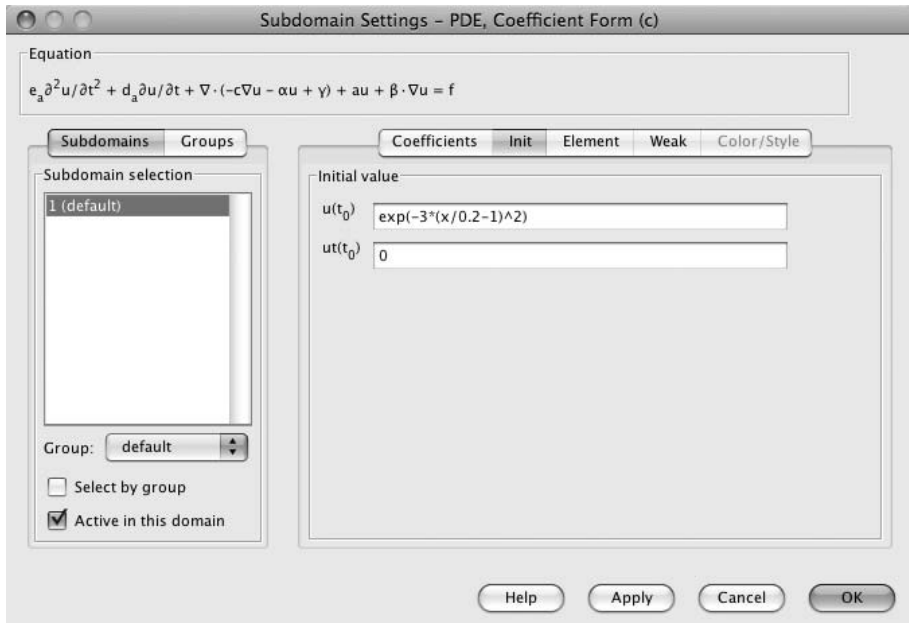 Subdomain Settings – PDE, Coefficient Form (c)
Equation
eₐ∂²u/∂t² + dₐ∂u/∂t + ∇·(-c∇u - αu + γ) + au + β·∇u = f
Subdomains Groups
Coefficients Init Element Weak Color/Style
Subdomain selection
1 (default)
Initial value
u(t₀) exp(-3*(x/0.2-1)^2)
ut(t₀) 0
Group: default
Select by group
Active in this domain
Help Apply Cancel OK